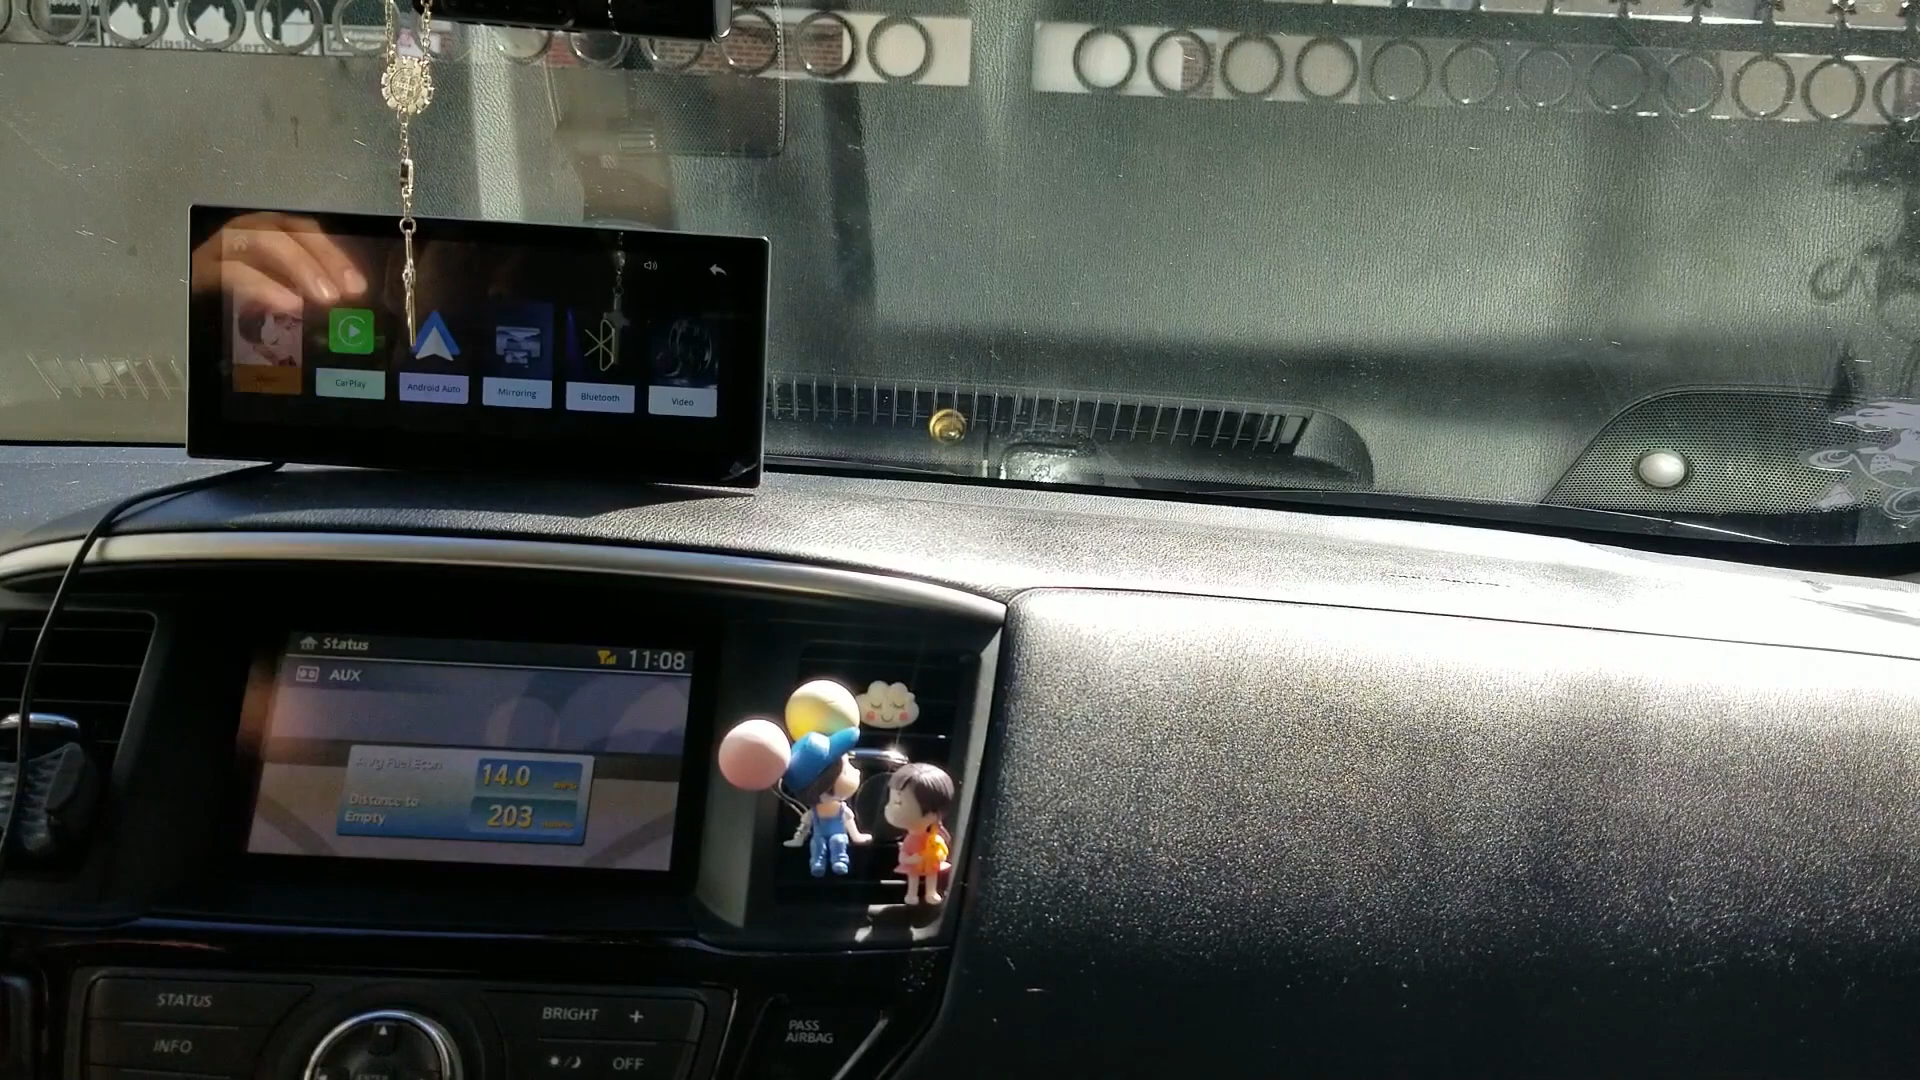 CarPlay
Android Auto
Mirroring
Bluetooth
Video
Status
11:08
AUX
Avg Fuel Econ
14.0
Distance to
Empty
203
STATUS
INFO
BRIGHT +
OFF
PASS
AIRBAG